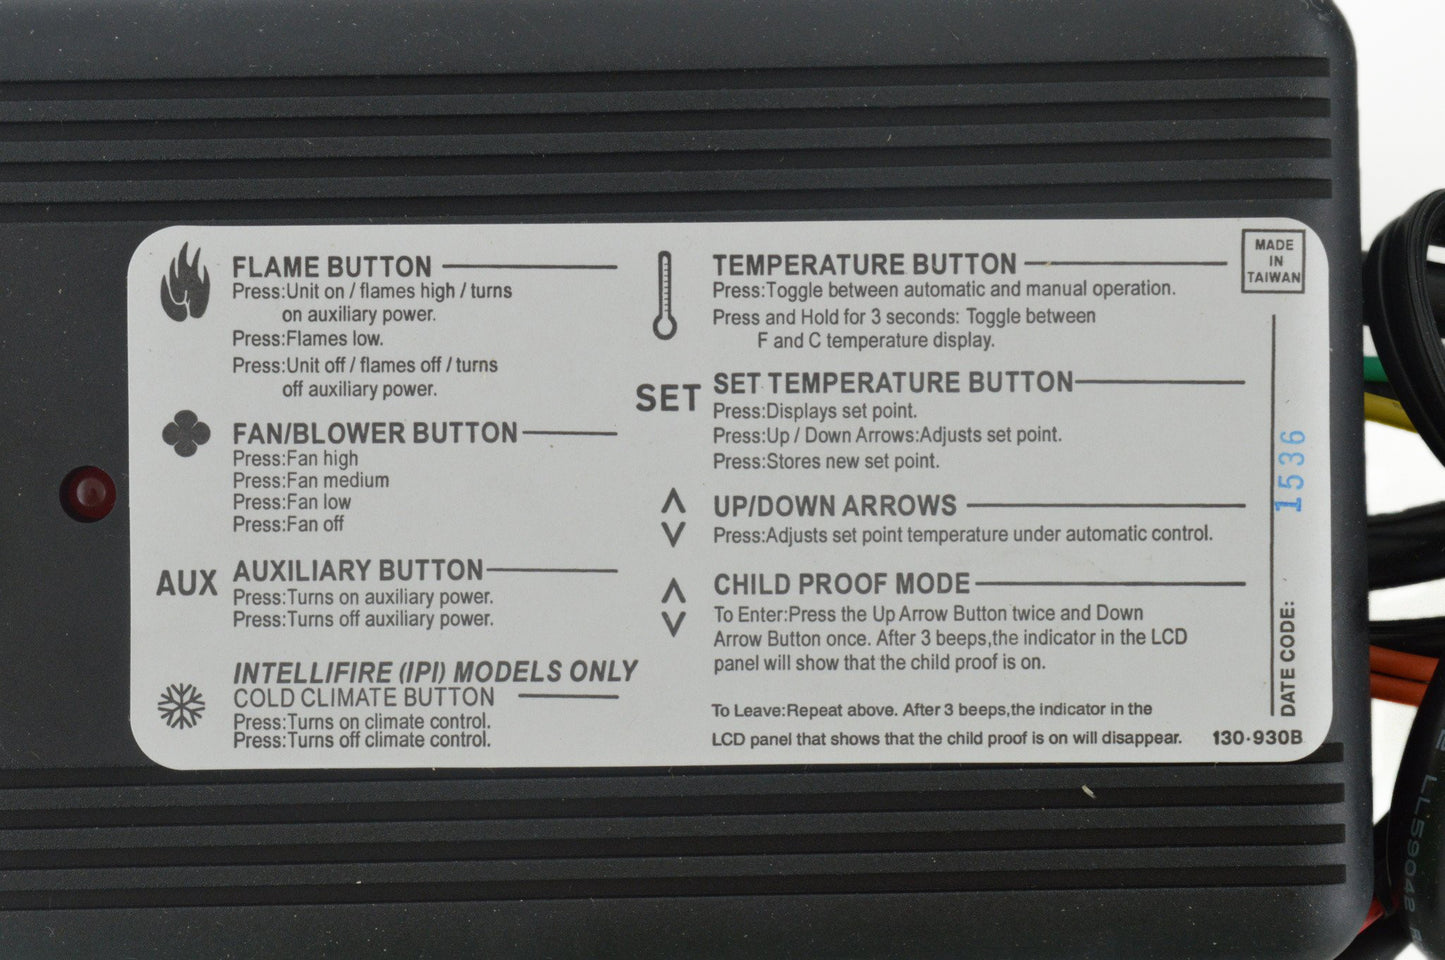 FLAME BUTTON
Press:Unit on / flames high / turns
on auxiliary power.
Press:Flames low.
Press:Unit off / flames off / turns
off auxiliary power.
FAN/BLOWER BUTTON
Press:Fan high
Press:Fan medium
Press:Fan low
Press:Fan off
AUX AUXILIARY BUTTON
Press:Turns on auxiliary power.
Press:Turns off auxiliary power.
INTELLIFIRE (IPI) MODELS ONLY
COLD CLIMATE BUTTON
Press:Turns on climate control.
Press:Turns off climate control.
TEMPERATURE BUTTON
Press:Toggle between automatic and manual operation.
Press and Hold for 3 seconds: Toggle between
F and C temperature display.
SET SET TEMPERATURE BUTTON
Press:Displays set point.
Press:Up / Down Arrows:Adjusts set point.
Press:Stores new set point.
UP/DOWN ARROWS
Press:Adjusts set point temperature under automatic control.
CHILD PROOF MODE
To Enter:Press the Up Arrow Button twice and Down
Arrow Button once. After 3 beeps,the indicator in the LCD
panel will show that the child proof is on.
To Leave:Repeat above. After 3 beeps,the indicator in the
LCD panel that shows that the child proof is on will disappear.
130-930B
MADE
IN
TAIWAN
DATE CODE:
1536
LL59042